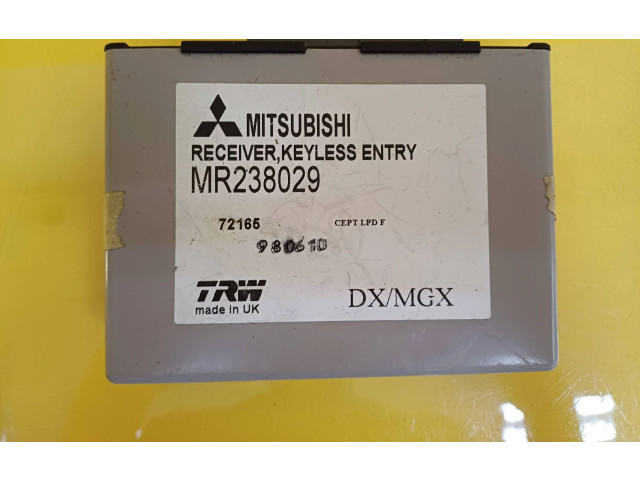 MITSUBISHI
RECEIVER,KEYLESS ENTRY
MR238029
72165 CEPT LPD F
980610
TRW DX/MGX
made in UK